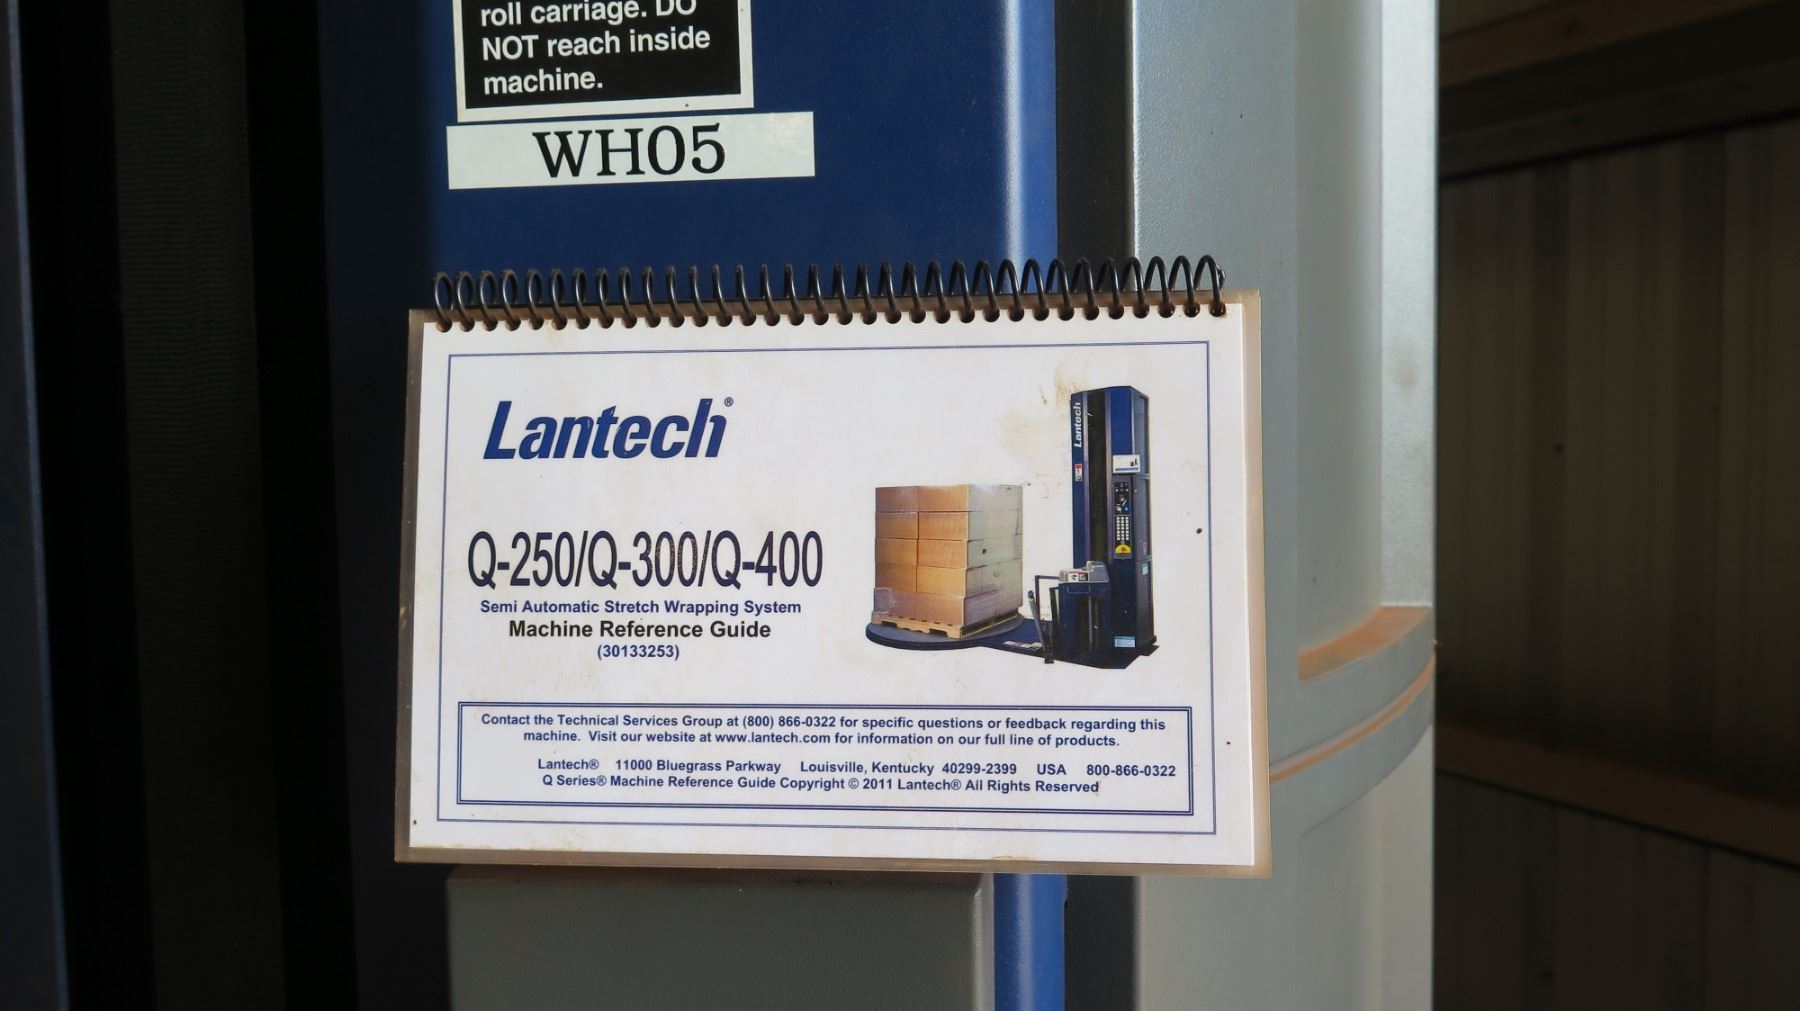 roll carriage. DO
NOT reach inside
machine.
WH05
Lantech®
Lantech
Q-250/Q-300/Q-400
Semi Automatic Stretch Wrapping System
Machine Reference Guide
(30133253)
Contact the Technical Services Group at (800) 866-0322 for specific questions or feedback regarding this
machine. Visit our website at www.lantech.com for information on our full line of products.
Lantech® 11000 Bluegrass Parkway Louisville, Kentucky 40299-2399 USA 800-866-0322
Q Series® Machine Reference Guide Copyright © 2011 Lantech® All Rights Reserved